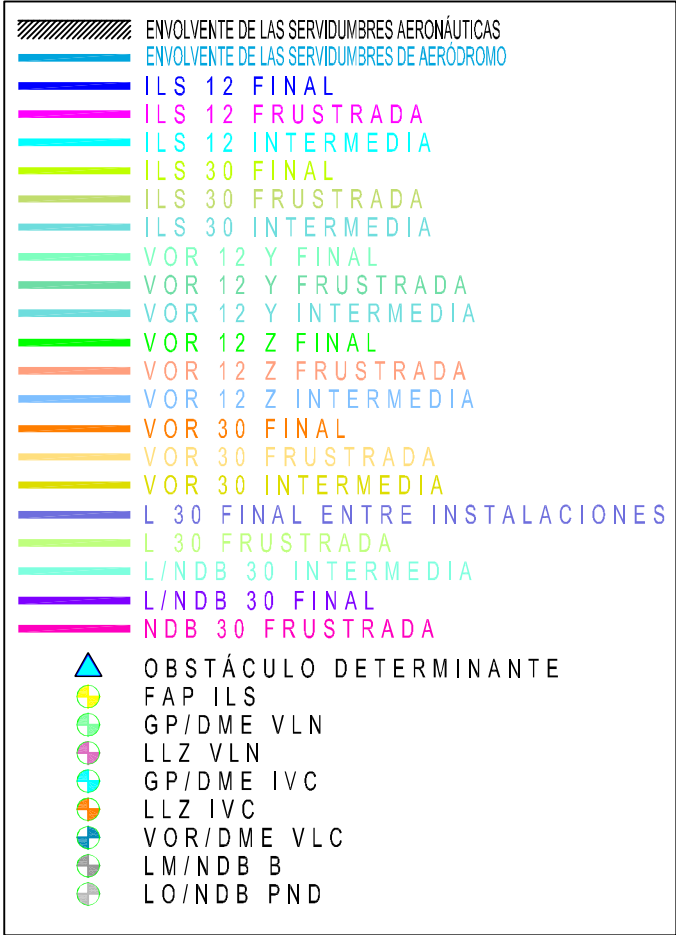 ENVOLVENTE DE LAS SERVIDUMBRES AERONÁUTICAS
ENVOLVENTE DE LAS SERVIDUMBRES DE AERÓDROMO
ILS 12 FINAL
ILS 12 FRUSTRADA
ILS 12 INTERMEDIA
ILS 30 FINAL
ILS 30 FRUSTRADA
ILS 30 INTERMEDIA
VOR 12 Y FINAL
VOR 12 Y FRUSTRADA
VOR 12 Y INTERMEDIA
VOR 12 Z FINAL
VOR 12 Z FRUSTRADA
VOR 12 Z INTERMEDIA
VOR 30 FINAL
VOR 30 FRUSTRADA
VOR 30 INTERMEDIA
L 30 FINAL ENTRE INSTALACIONES
L 30 FRUSTRADA
L/NDB 30 INTERMEDIA
L/NDB 30 FINAL
NDB 30 FRUSTRADA
OBSTÁCULO DETERMINANTE
FAP ILS
GP/DME VLN
LLZ VLN
GP/DME IVC
LLZ IVC
VOR/DME VLC
LM/NDB B
LO/NDB PND